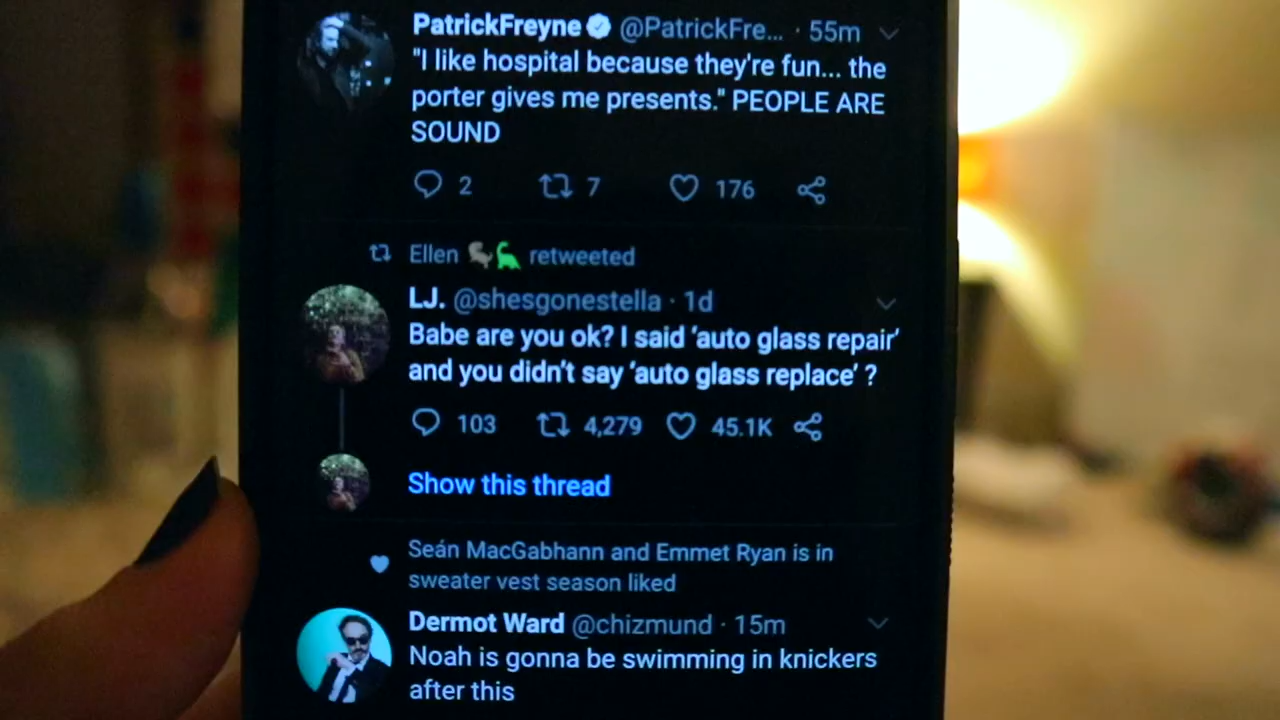 PatrickFreyne @PatrickFre... · 55m
"I like hospital because they're fun... the
porter gives me presents." PEOPLE ARE
SOUND
2 7 176
Ellen retweeted
LJ. @shesgonestella · 1d
Babe are you ok? I said ‘auto glass repair’
and you didn’t say ‘auto glass replace’ ?
103 4,279 45.1K
Show this thread
Seán MacGabhann and Emmet Ryan is in
sweater vest season liked
Dermot Ward @chizmund · 15m
Noah is gonna be swimming in knickers
after this